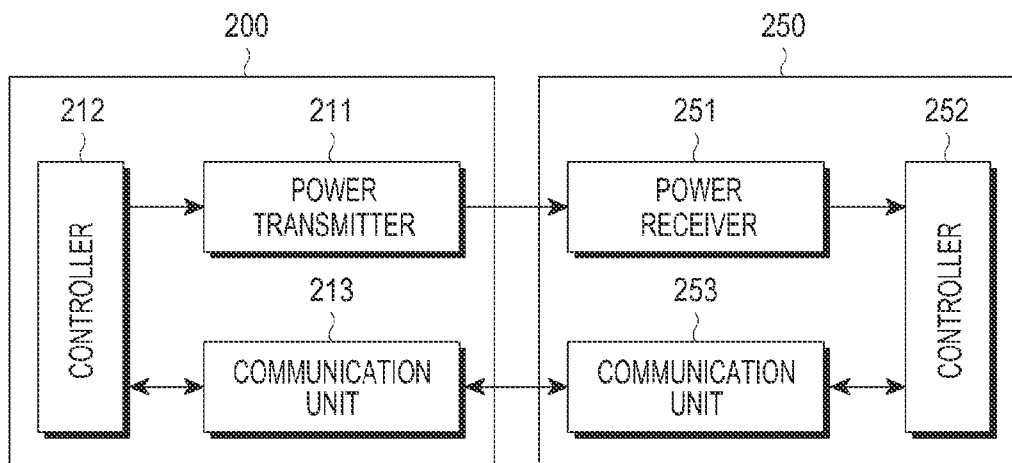 200
250
212
211
251
252
CONTROLLER
POWER
TRANSMITTER
POWER
RECEIVER
CONTROLLER
213
253
COMMUNICATION
UNIT
COMMUNICATION
UNIT